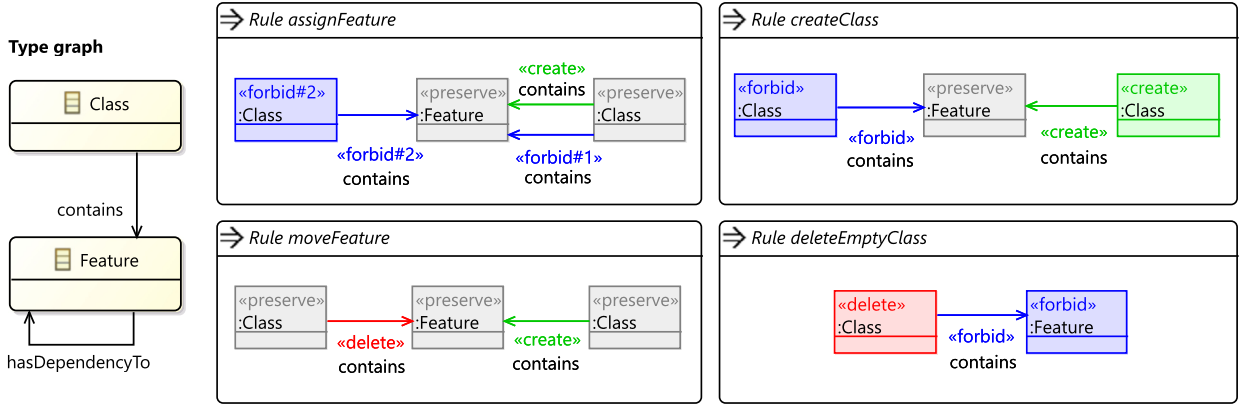 Type graph
Class
contains
Feature
hasDependencyTo
Rule assignFeature
«forbid#2»
:Class
«forbid#2»
contains
«preserve»
:Feature
«create»
contains
«forbid#1»
contains
«preserve»
:Class
Rule createClass
«forbid»
:Class
«forbid»
contains
«preserve»
:Feature
«create»
contains
«create»
:Class
Rule moveFeature
«preserve»
:Class
«delete»
contains
«preserve»
:Feature
«create»
contains
«preserve»
:Class
Rule deleteEmptyClass
«delete»
:Class
«forbid»
contains
«forbid»
:Feature